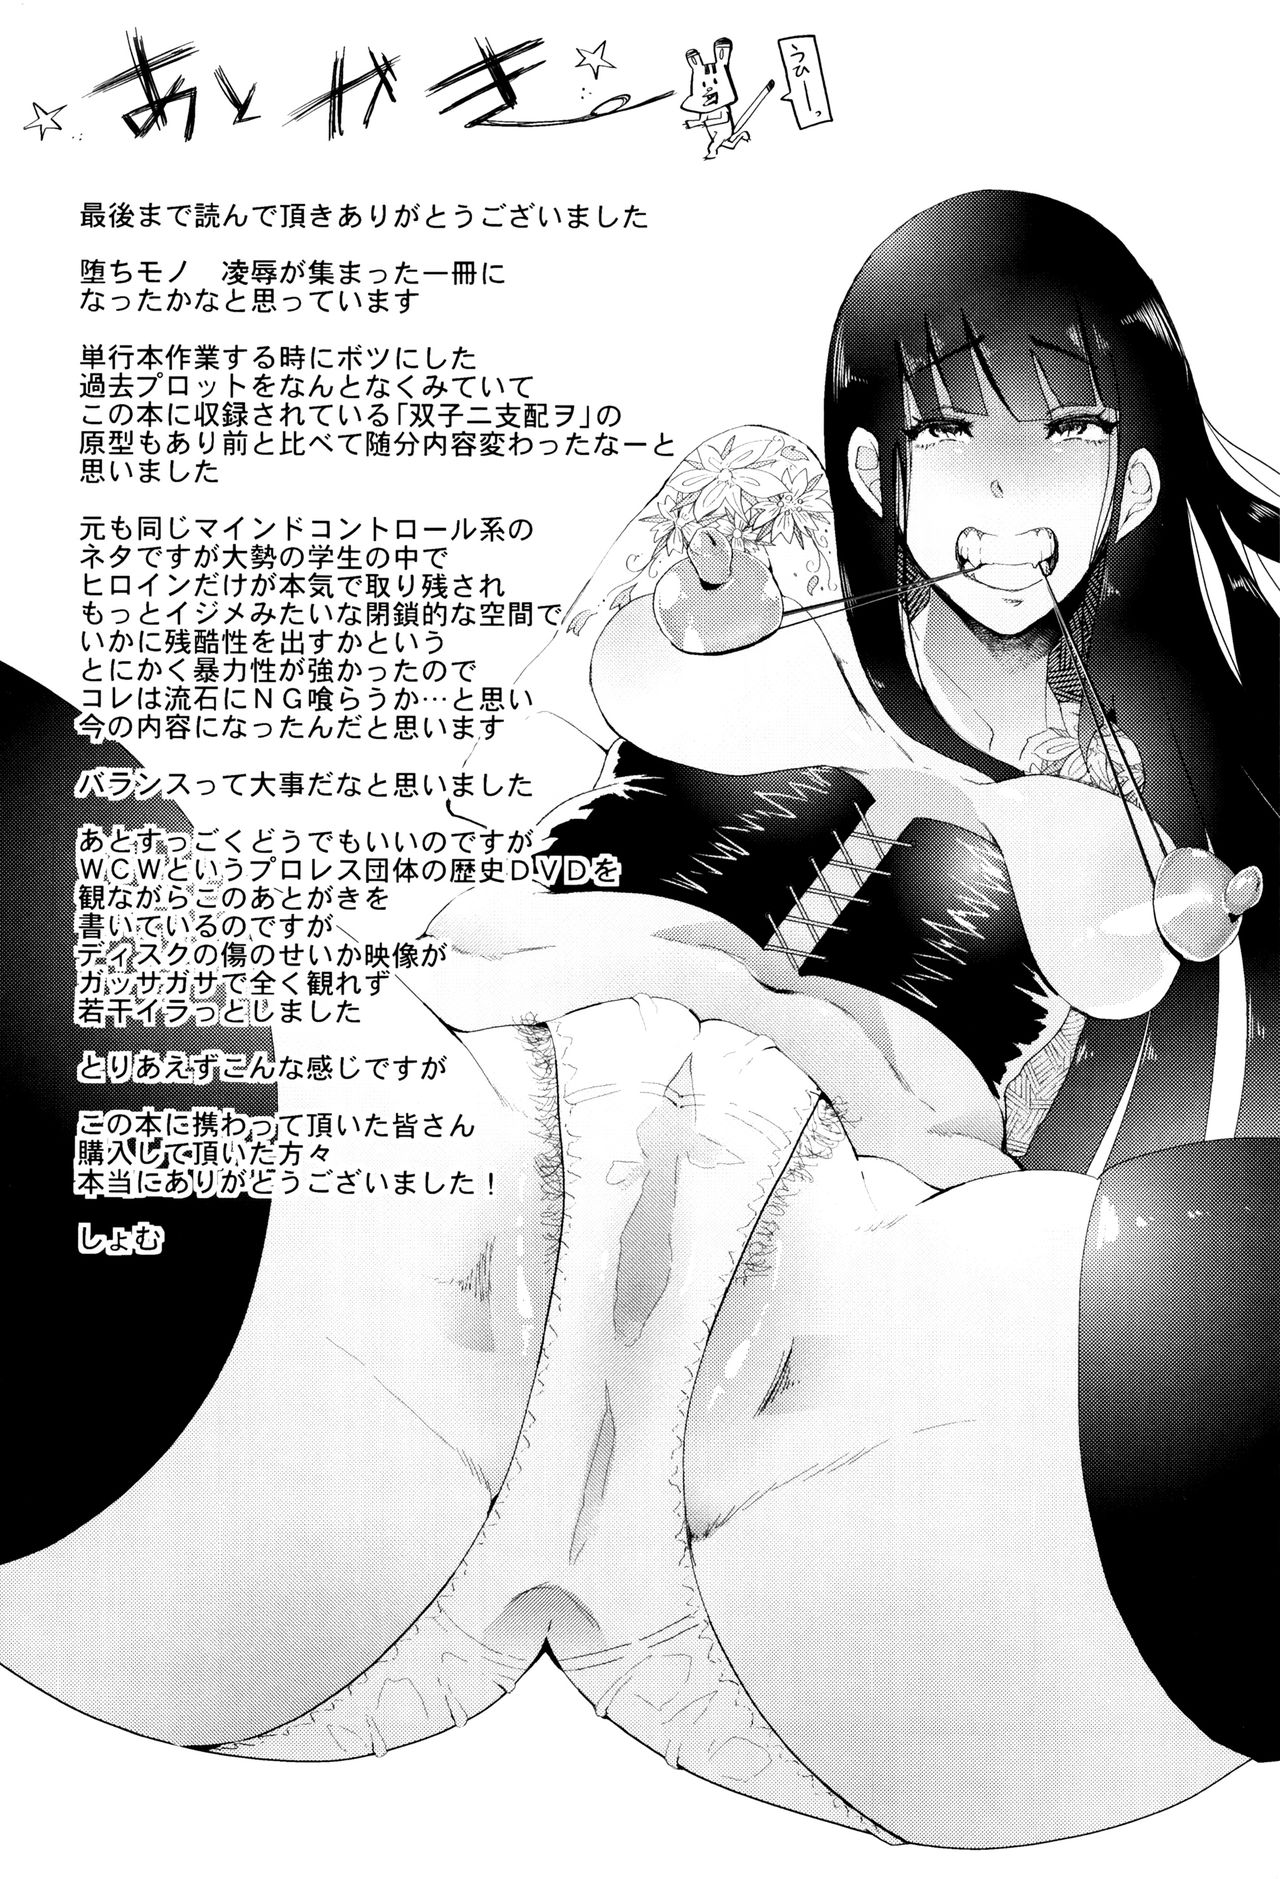 あとがき
うひーっ
最後まで読んで頂きありがとうございました
堕ちモノ　凌辱が集まった一冊に
なったかなと思っています
単行本作業する時にボツにした
過去プロットをなんとなくみていて
この本に収録されている「双子ニ支配ヲ」の
原型もあり前と比べて随分内容変わったなーと
思いました
元も同じマインドコントロール系の
ネタですが大勢の学生の中で
ヒロインだけが本気で取り残され
もっとイジメみたいな閉鎖的な空間で
いかに残酷性を出すかという
とにかく暴力性が強かったので
コレは流石にＮＧ喰らうか…と思い
今の内容になったんだと思います
バランスって大事だなと思いました
あとすっごくどうでもいいのですが
ＷＣＷというプロレス団体の歴史ＤＶＤを
観ながらこのあとがきを
書いているのですが
ディスクの傷のせいか映像が
ガッサガサで全く観れず
若干イラっとしました
とりあえずこんな感じですが
この本に携わって頂いた皆さん
購入して頂いた方々
本当にありがとうございました！
しょむ